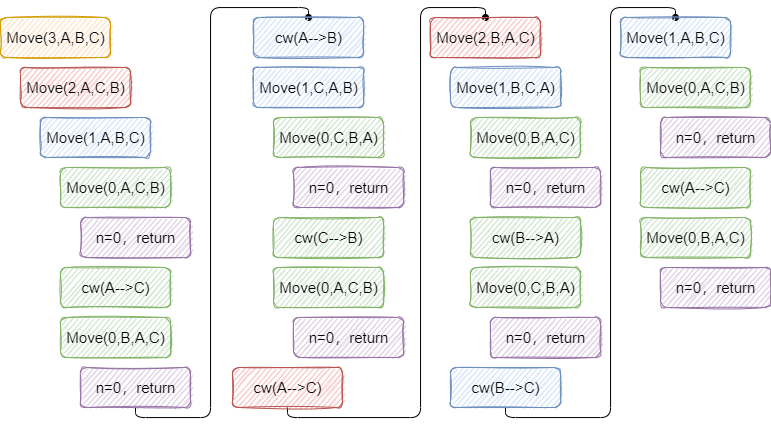 Move(3,A,B,C)
Move(2,A,C,B)
Move(1,A,B,C)
Move(0,A,C,B)
n=0，return
cw(A-->C)
Move(0,B,A,C)
n=0，return
cw(A-->B)
Move(1,C,A,B)
Move(0,C,B,A)
n=0，return
cw(C-->B)
Move(0,A,C,B)
n=0，return
cw(A-->C)
Move(2,B,A,C)
Move(1,B,C,A)
Move(0,B,A,C)
n=0，return
cw(B-->A)
Move(0,C,B,A)
n=0，return
cw(B-->C)
Move(1,A,B,C)
Move(0,A,C,B)
n=0，return
cw(A-->C)
Move(0,B,A,C)
n=0，return